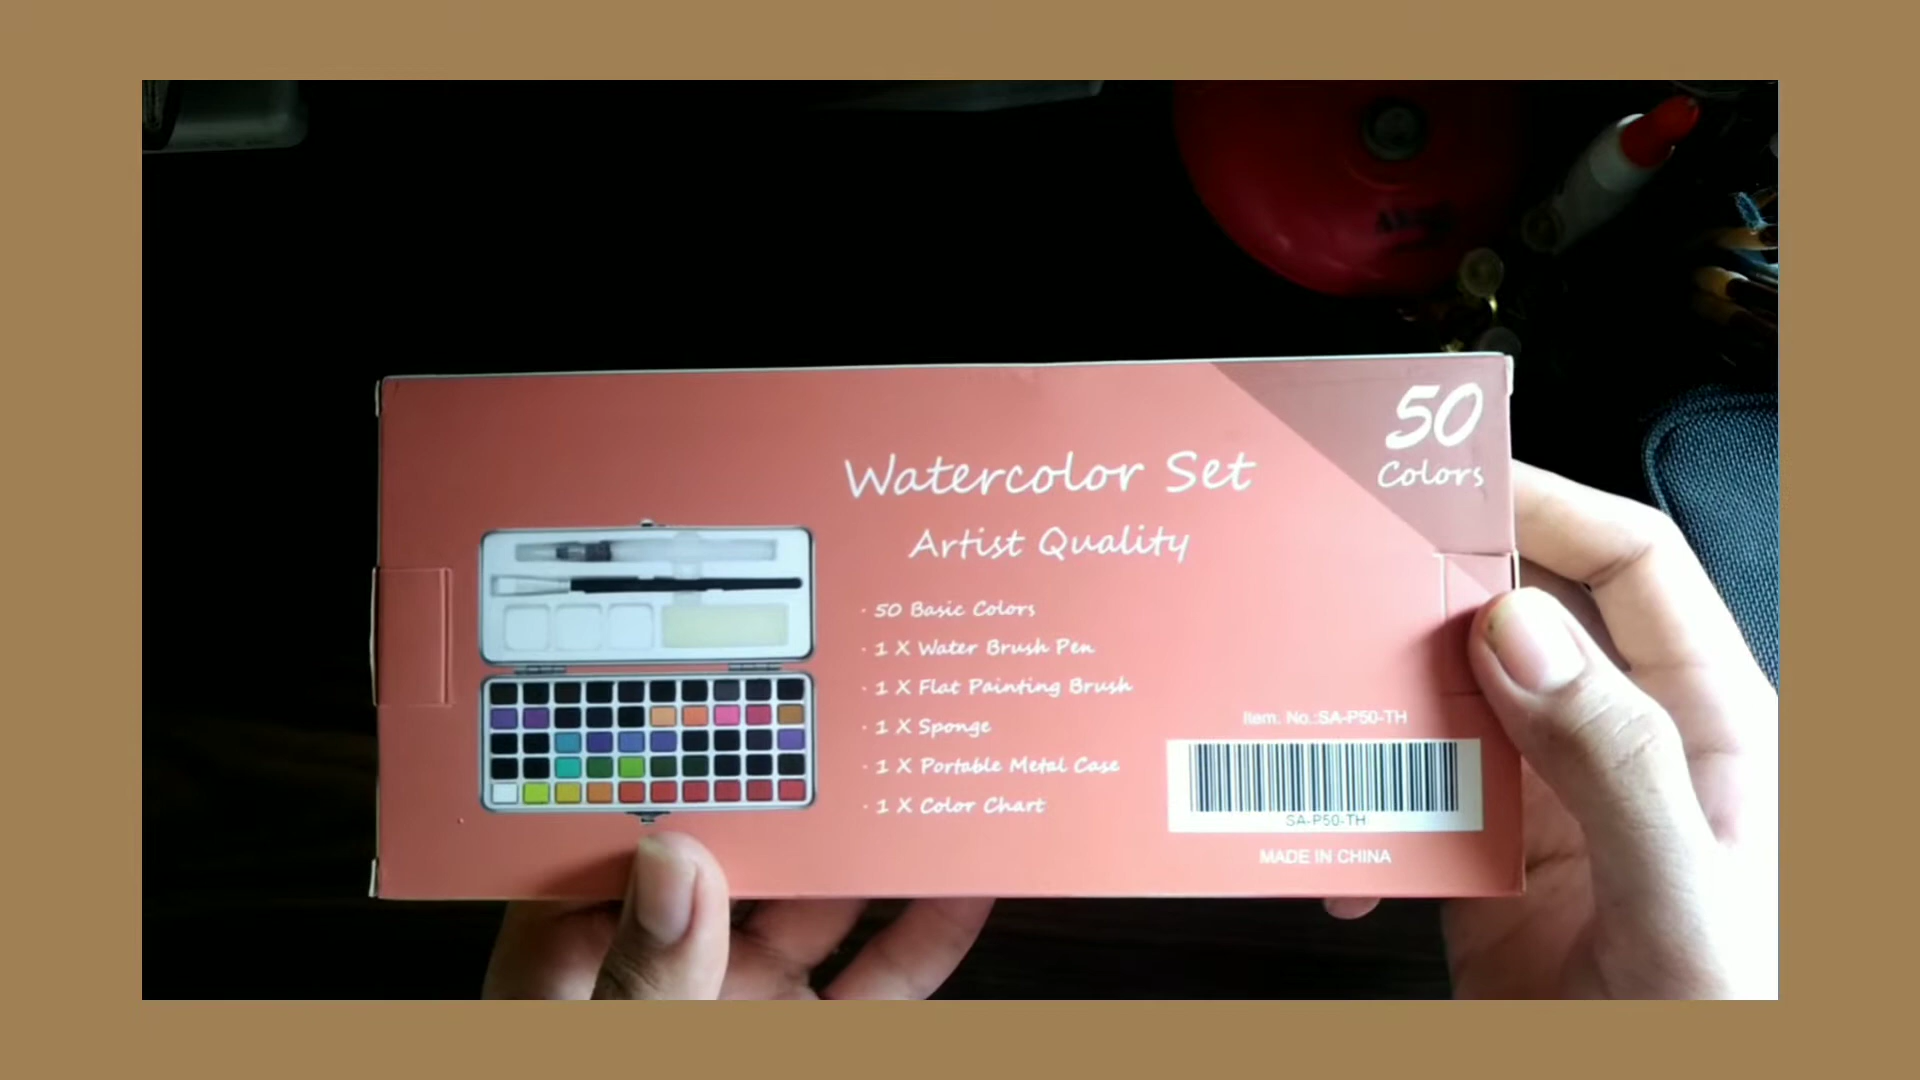 50
Colors
Watercolor Set
Artist Quality
· 50 Basic Colors
· 1 X Water Brush Pen
· 1 X Flat Painting Brush
· 1 X Sponge
· 1 X Portable Metal Case
· 1 X Color Chart
Item. No.:SA-P50-TH
SA-P50-TH
MADE IN CHINA